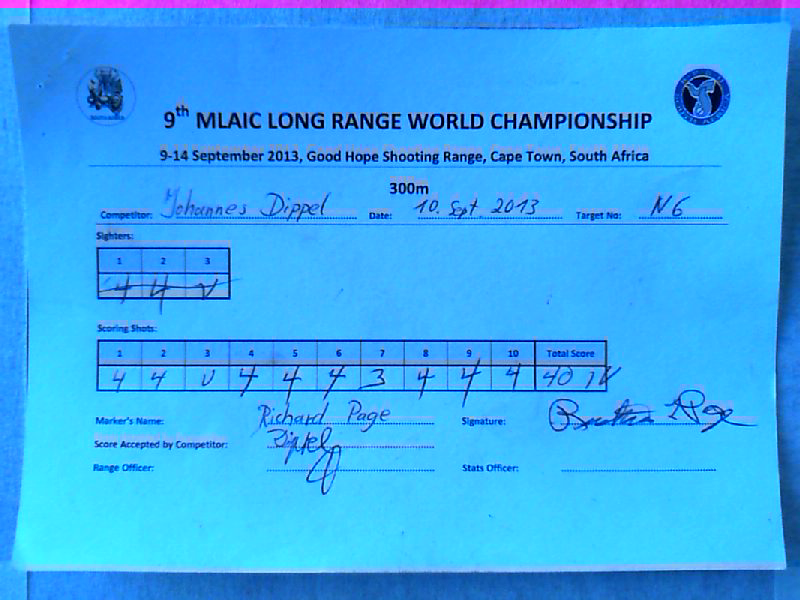 9th MLAIC LONG RANGE WORLD CHAMPIONSHIP
9-14 September 2013, Good Hope Shooting Range, Cape Town, South Africa
300m
Competitor: Johannes Dippel Date: 10. Sept. 2013 Target No: N6
Sighters:
1 2 3
4 4 V
Scoring Shots:
1 2 3 4 5 6 7 8 9 10 Total Score
4 4 V 4 4 4 3 4 4 4 40 1V
Marker's Name: Richard Page Signature:
Score Accepted by Competitor: Dippel
Range Officer: Stats Officer: